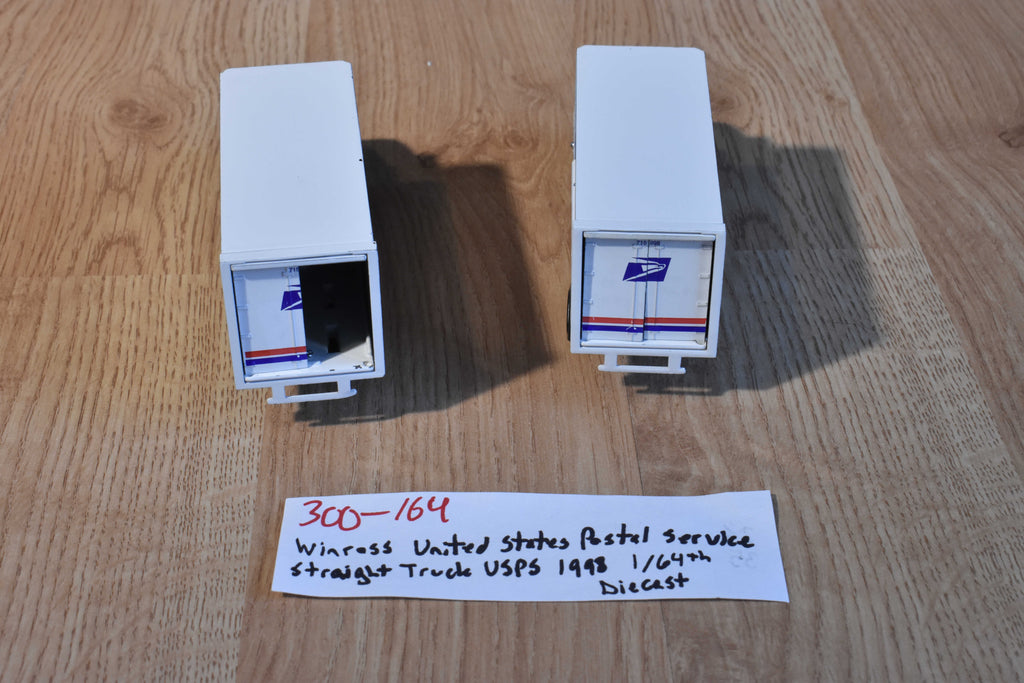 300-164
Winross United States Postal Service
Straight Truck USPS 1998 1/64th
Diecast